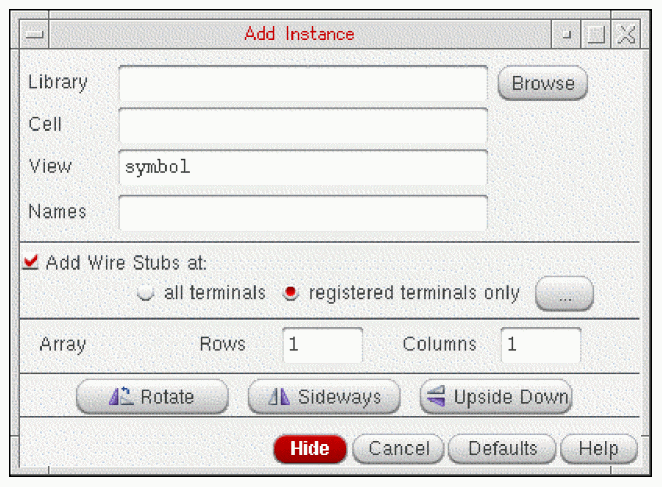 Add Instance
Library Browse
Cell
View symbol
Names
Add Wire Stubs at:
all terminals registered terminals only ...
Array Rows 1 Columns 1
Rotate Sideways Upside Down
Hide Cancel Defaults Help